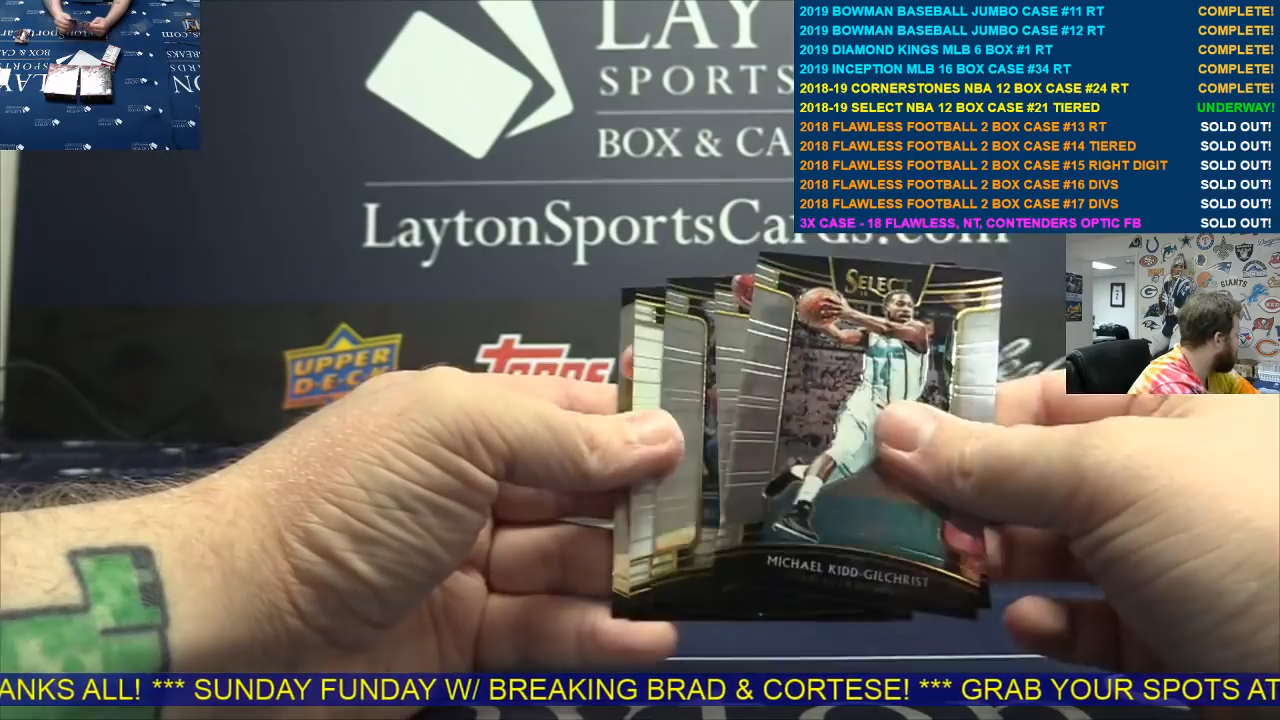 LAY
SPORTS
BOX & CA
LaytonSportsCards.com
2019 BOWMAN BASEBALL JUMBO CASE #11 RT COMPLETE!
2019 BOWMAN BASEBALL JUMBO CASE #12 RT COMPLETE!
2019 DIAMOND KINGS MLB 6 BOX #1 RT COMPLETE!
2019 INCEPTION MLB 16 BOX CASE #34 RT COMPLETE!
2018-19 CORNERSTONES NBA 12 BOX CASE #24 RT COMPLETE!
2018-19 SELECT NBA 12 BOX CASE #21 TIERED UNDERWAY!
2018 FLAWLESS FOOTBALL 2 BOX CASE #13 RT SOLD OUT!
2018 FLAWLESS FOOTBALL 2 BOX CASE #14 TIERED SOLD OUT!
2018 FLAWLESS FOOTBALL 2 BOX CASE #15 RIGHT DIGIT SOLD OUT!
2018 FLAWLESS FOOTBALL 2 BOX CASE #16 DIVS SOLD OUT!
2018 FLAWLESS FOOTBALL 2 BOX CASE #17 DIVS SOLD OUT!
3X CASE - 18 FLAWLESS, NT, CONTENDERS OPTIC FB SOLD OUT!
GIANTS
SELECT
UPPER
DECK
Topps
MICHAEL KIDD-GILCHRIST
ANKS ALL! *** SUNDAY FUNDAY W/ BREAKING BRAD & CORTESE! *** GRAB YOUR SPOTS AT